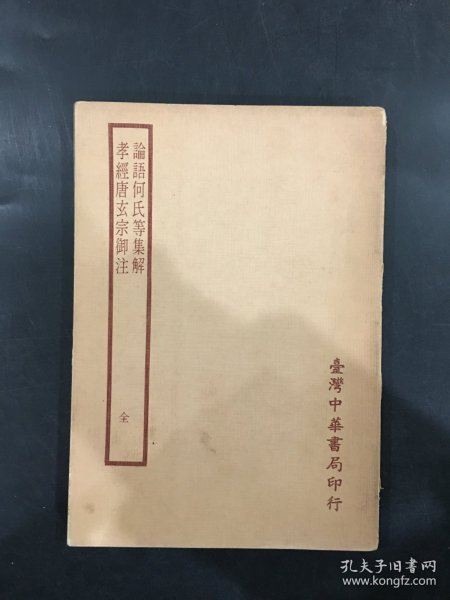 論語何氏等集解
孝經唐玄宗御注
全
臺灣中華書局印行
孔夫子旧书网
www.kongfz.com